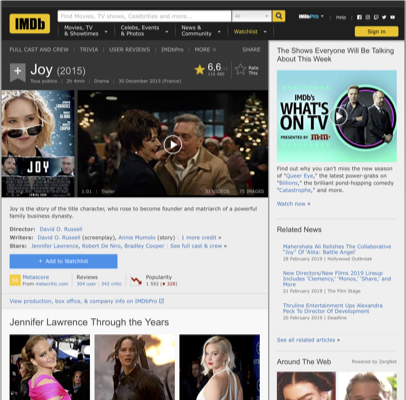 IMDb
Find Movies, TV shows, Celebrities and more...
All
Movies, TV & Showtimes
Celebs, Events & Photos
News & Community
Watchlist
IMDbPro
Help
Sign in
FULL CAST AND CREW | TRIVIA | USER REVIEWS | IMDbPro | MORE
SHARE
Joy (2015)
Tous publics | 2h 4min | Drama | 30 December 2015 (France)
6,6
Rate This
JOY
1:01 | Trailer
31 VIDEOS
75 IMAGES
Joy is the story of the title character, who rose to become founder and matriarch of a powerful family business dynasty.
Director: David O. Russell
Writers: David O. Russell (screenplay), Annie Mumolo (story) | 1 more credit »
Stars: Jennifer Lawrence, Robert De Niro, Bradley Cooper | See full cast & crew »
+ Add to Watchlist
Metascore
From metacritic.com
Reviews
304 user | 343 critic
Popularity
View production, box office, & company info on IMDbPro
Jennifer Lawrence Through the Years
The Shows Everyone Will Be Talking About This Week
IMDb's
WHAT'S ON TV
PRESENTED BY m&m's
Find out why you can't miss the new season of "Queer Eye," the latest power-grabs on "Billions," the brilliant pond-hopping comedy "Catastrophe," and more.
Watch now »
Related News
Mahershala Ali Relishes The Collaborative "Joy" Of 'Alita: Battle Angel'
28 February 2019 | Hollywood Outbreak
New Directors/New Films 2019 Lineup Includes 'Clemency,' 'Monos,' 'Share,' and More
21 February 2019 | The Film Stage
Thruline Entertainment Ups Alexandra Peck To Director Of Development
20 February 2019 | Deadline
See all related articles »
Around The Web
Powered by ZergNet